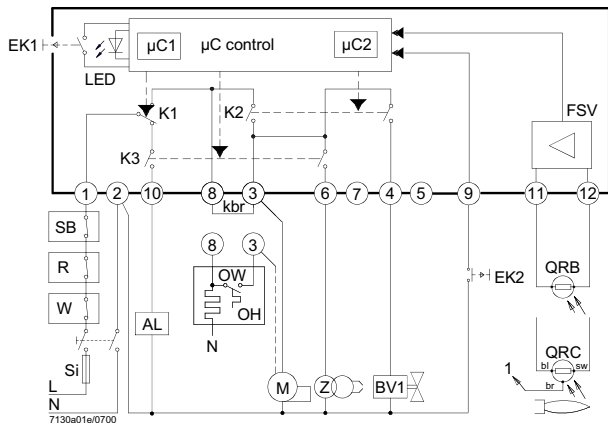 EK1
LED
µC1
µC control
µC2
FSV
K1
K2
K3
1
2
10
8
3
6
7
4
5
9
11
12
kbr
SB
R
W
Si
L
N
8
3
OW
OH
N
AL
M
Z
BV1
EK2
QRB
QRC
1
bl
sw
br
7130a01e/0700